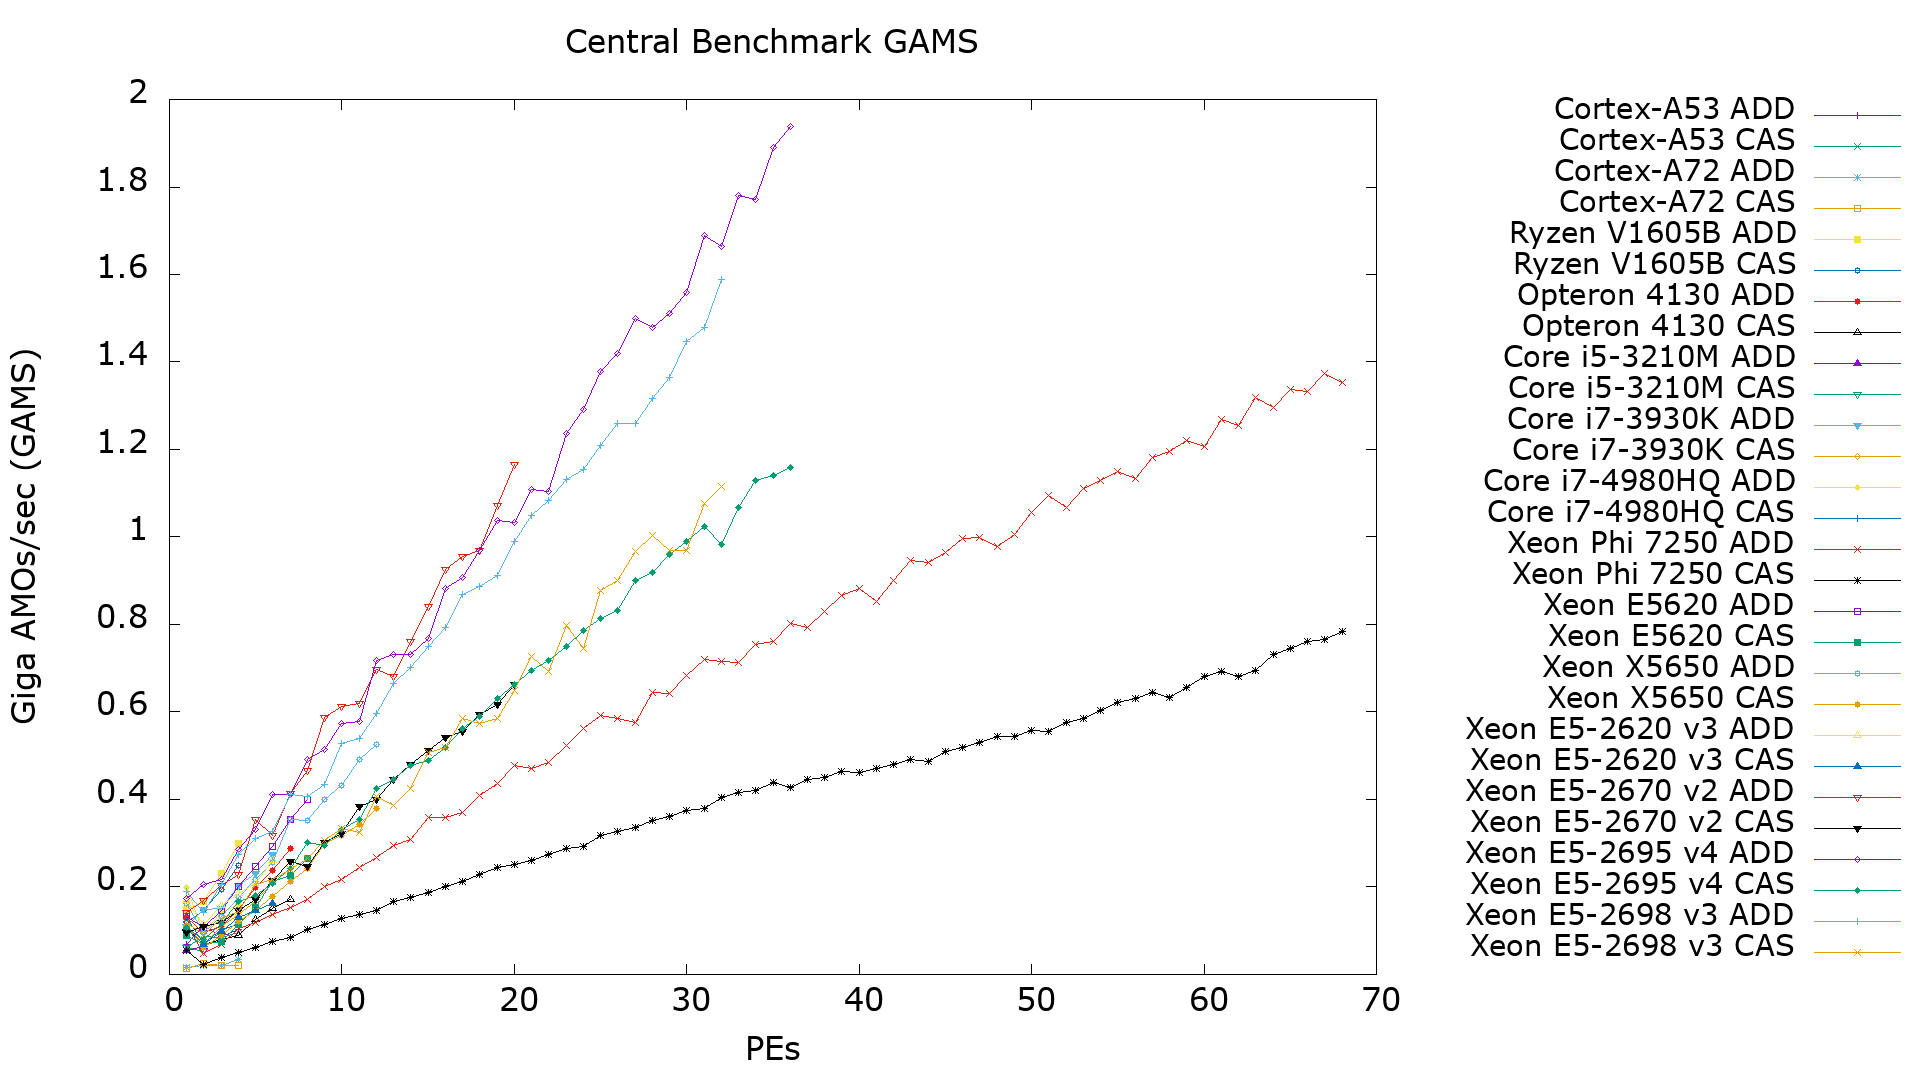 Central Benchmark GAMS
Giga AMOs/sec (GAMS)
2
1.8
1.6
1.4
1.2
1
0.8
0.6
0.4
0.2
0
0 10 20 30 40 50 60 70
PEs
Cortex-A53 ADD
Cortex-A53 CAS
Cortex-A72 ADD
Cortex-A72 CAS
Ryzen V1605B ADD
Ryzen V1605B CAS
Opteron 4130 ADD
Opteron 4130 CAS
Core i5-3210M ADD
Core i5-3210M CAS
Core i7-3930K ADD
Core i7-3930K CAS
Core i7-4980HQ ADD
Core i7-4980HQ CAS
Xeon Phi 7250 ADD
Xeon Phi 7250 CAS
Xeon E5620 ADD
Xeon E5620 CAS
Xeon X5650 ADD
Xeon X5650 CAS
Xeon E5-2620 v3 ADD
Xeon E5-2620 v3 CAS
Xeon E5-2670 v2 ADD
Xeon E5-2670 v2 CAS
Xeon E5-2695 v4 ADD
Xeon E5-2695 v4 CAS
Xeon E5-2698 v3 ADD
Xeon E5-2698 v3 CAS